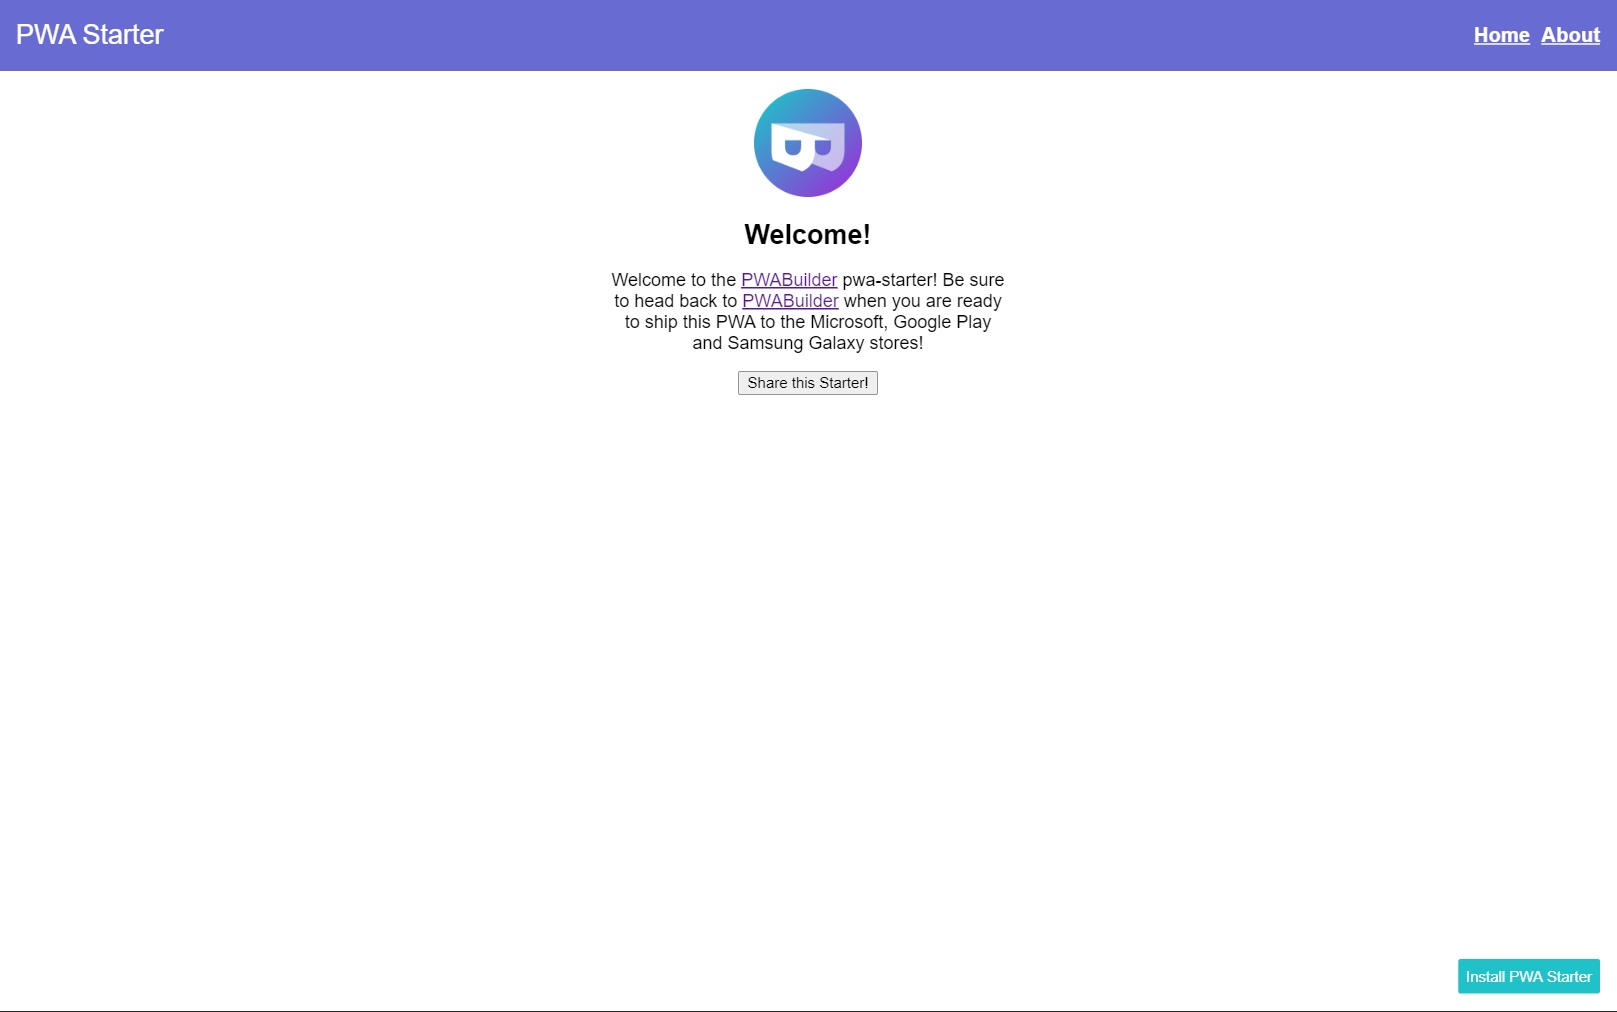 PWA Starter
Home About
Welcome!
Welcome to the PWABuilder pwa-starter! Be sure
to head back to PWABuilder when you are ready
to ship this PWA to the Microsoft, Google Play
and Samsung Galaxy stores!
Share this Starter!
Install PWA Starter